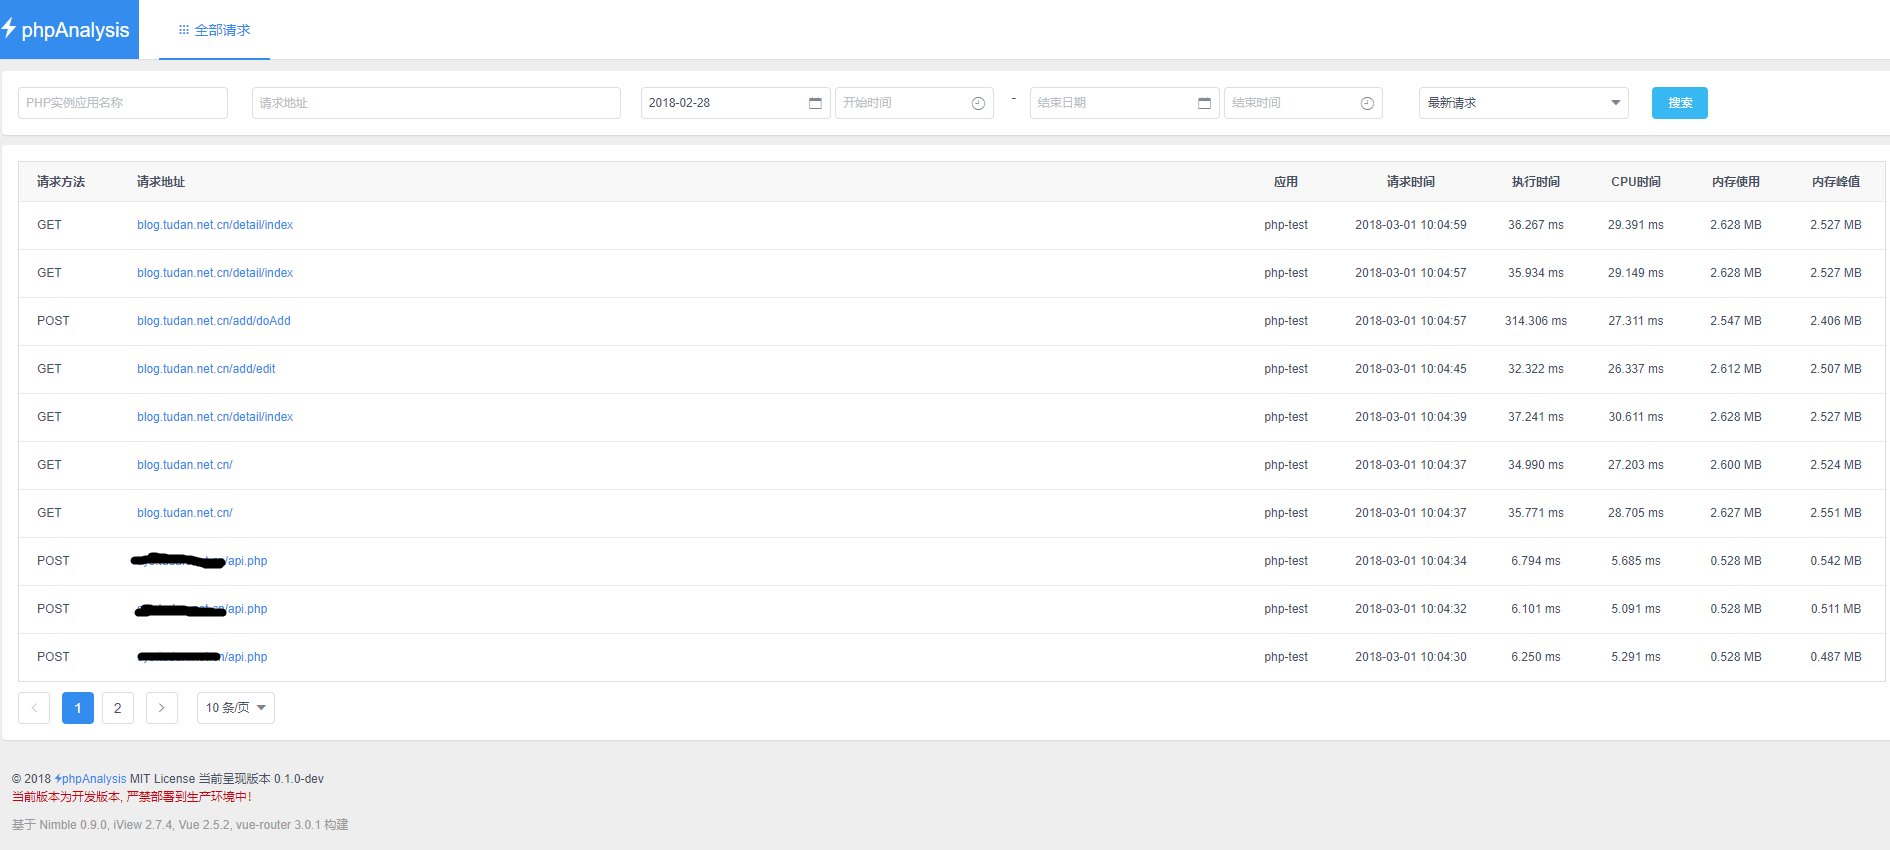 phpAnalysis 全部请求
PHP实例应用名称 请求地址 2018-02-28 开始时间 - 结束日期 结束时间 最新请求 搜索
请求方法 请求地址 应用 请求时间 执行时间 CPU时间 内存使用 内存峰值
GET blog.tudan.net.cn/detail/index php-test 2018-03-01 10:04:59 36.267 ms 29.391 ms 2.628 MB 2.527 MB
GET blog.tudan.net.cn/detail/index php-test 2018-03-01 10:04:57 35.934 ms 29.149 ms 2.628 MB 2.527 MB
POST blog.tudan.net.cn/add/doAdd php-test 2018-03-01 10:04:57 314.306 ms 27.311 ms 2.547 MB 2.406 MB
GET blog.tudan.net.cn/add/edit php-test 2018-03-01 10:04:45 32.322 ms 26.337 ms 2.612 MB 2.507 MB
GET blog.tudan.net.cn/detail/index php-test 2018-03-01 10:04:39 37.241 ms 30.611 ms 2.628 MB 2.527 MB
GET blog.tudan.net.cn/ php-test 2018-03-01 10:04:37 34.990 ms 27.203 ms 2.600 MB 2.524 MB
GET blog.tudan.net.cn/ php-test 2018-03-01 10:04:37 35.771 ms 28.705 ms 2.627 MB 2.551 MB
POST /api.php php-test 2018-03-01 10:04:34 6.794 ms 5.685 ms 0.528 MB 0.542 MB
POST /api.php php-test 2018-03-01 10:04:32 6.101 ms 5.091 ms 0.528 MB 0.511 MB
POST /api.php php-test 2018-03-01 10:04:30 6.250 ms 5.291 ms 0.528 MB 0.487 MB
< 1 2 > 10 条/页
© 2018 phpAnalysis MIT License 当前呈现版本 0.1.0-dev
当前版本为开发版本, 严禁部署到生产环境中!
基于 Nimble 0.9.0, iView 2.7.4, Vue 2.5.2, vue-router 3.0.1 构建